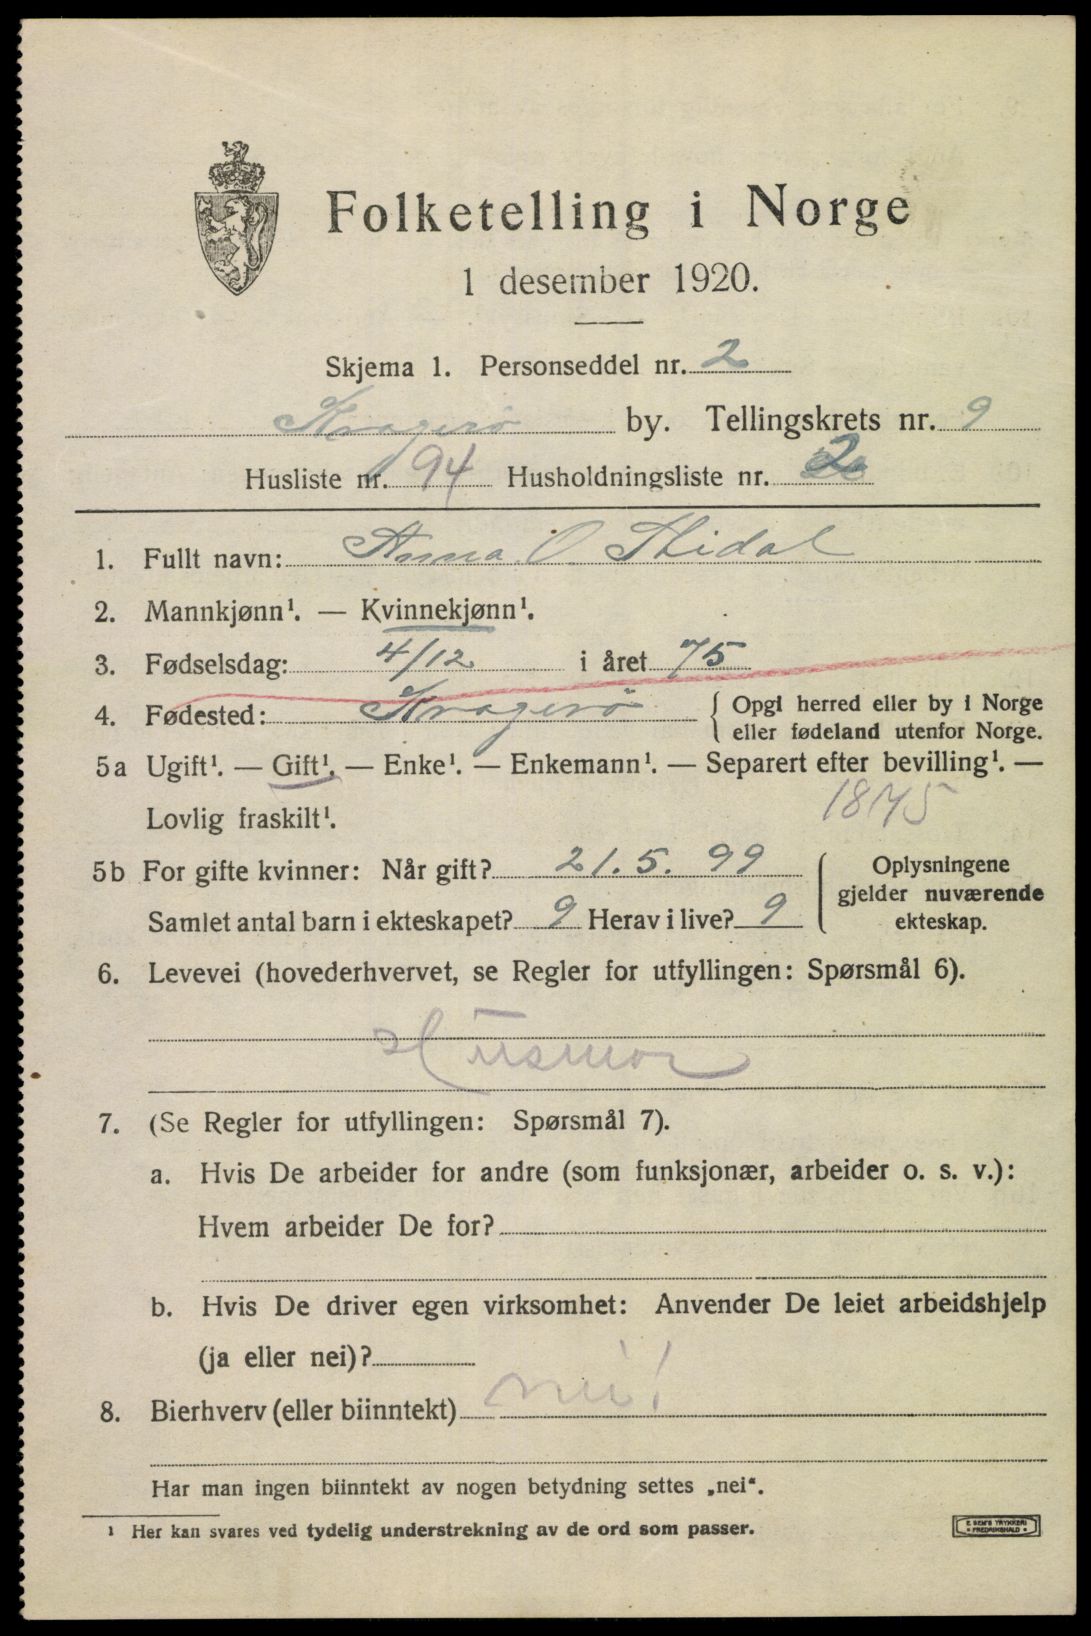 Folketelling i Norge
1 desember 1920.
Skjema 1. Personseddel nr. 2
Kragerö by. Tellingskrets nr. 9
Husliste nr. 94 Husholdningsliste nr. 2
1. Fullt navn: Anna O. Skidal
2. Mannkjønn¹. — Kvinnekjønn¹.
3. Fødselsdag: 4/12 i året 75
4. Fødested: Kragerö { Opgi herred eller by i Norge
eller fødeland utenfor Norge.
5a Ugift¹. — Gift¹. — Enke¹. — Enkemann¹. — Separert efter bevilling¹. —
Lovlig fraskilt¹. 1875
5b For gifte kvinner: Når gift? 21.5.99 { Oplysningene
gjelder nuværende
Samlet antal barn i ekteskapet? 9 Herav i live? 9 ekteskap.
6. Levevei (hovederhvervet, se Regler for utfyllingen: Spørsmål 6).
Husmor
7. (Se Regler for utfyllingen: Spørsmål 7).
a. Hvis De arbeider for andre (som funksjonær, arbeider o. s. v.):
Hvem arbeider De for?
b. Hvis De driver egen virksomhet: Anvender De leiet arbeidshjelp
(ja eller nei)?
8. Bierhverv (eller biinntekt) nei!
Har man ingen biinntekt av nogen betydning settes „nei“.
¹ Her kan svares ved tydelig understrekning av de ord som passer.
E. SEM'S TRYKKERI
• FREDRIKSHALD •